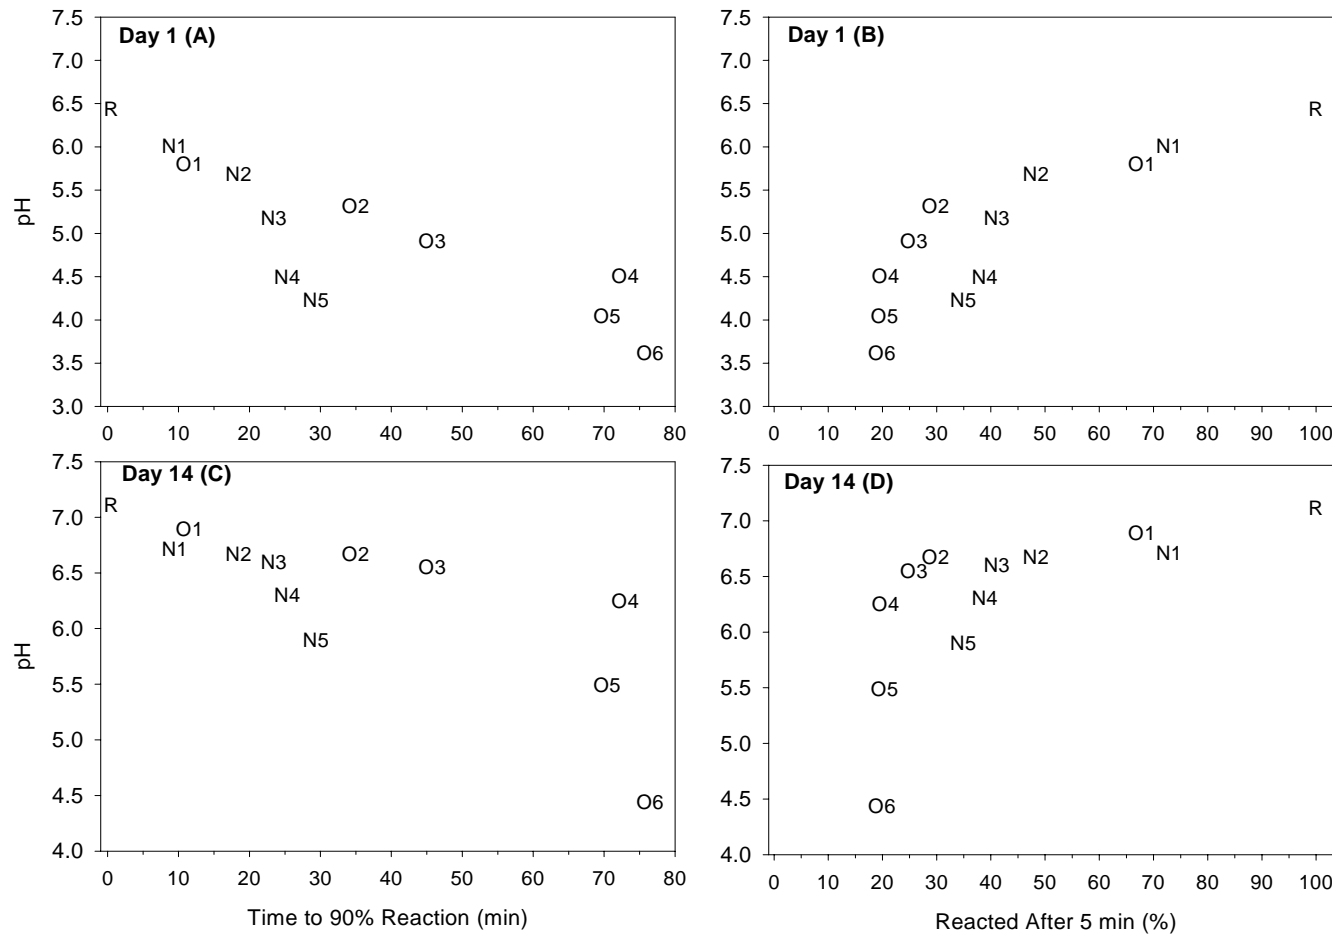 Day 1 (A)
7.5
7.0
6.5
6.0
5.5
5.0
4.5
4.0
3.5
3.0
pH
R
N1
O1
N2
N3
O2
O3
N4
N5
O4
O5
O6
0 10 20 30 40 50 60 70 80
Day 1 (B)
7.5
7.0
6.5
6.0
5.5
5.0
4.5
4.0
3.5
3.0
R
N1
O1
N2
O2
N3
O3
O4
N4
N5
O5
O6
0 10 20 30 40 50 60 70 80 90 100
Day 14 (C)
7.5
7.0
6.5
6.0
5.5
5.0
4.5
4.0
pH
R
O1
N1
N2
N3
O2
O3
N4
O4
N5
O5
O6
0 10 20 30 40 50 60 70 80
Time to 90% Reaction (min)
Day 14 (D)
7.5
7.0
6.5
6.0
5.5
5.0
4.5
4.0
R
O1
N1
N2
O2
N3
O3
N4
O4
N5
O5
O6
0 10 20 30 40 50 60 70 80 90 100
Reacted After 5 min (%)